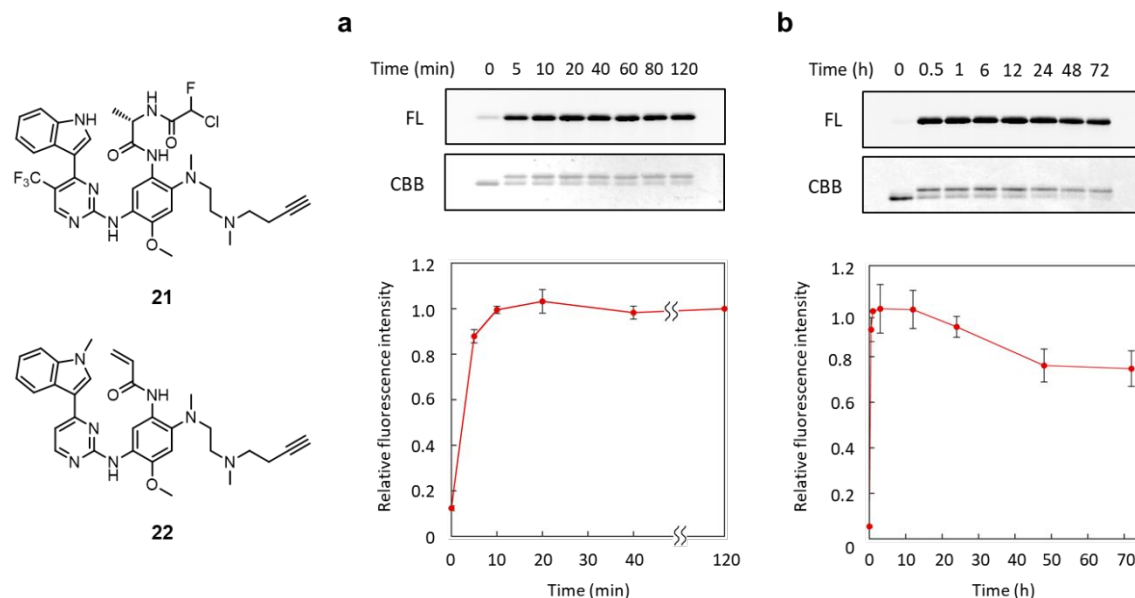 a
Time (min) 0 5 10 20 40 60 80 120
FL
CBB
Relative fluorescence intensity
1.2
1.0
0.8
0.6
0.4
0.2
0
0 10 20 30 40 120
Time (min)
b
Time (h) 0 0.5 1 6 12 24 48 72
FL
CBB
Relative fluorescence intensity
1.2
1.0
0.8
0.6
0.4
0.2
0
0 10 20 30 40 50 60 70
Time (h)
F
H
N
Cl
O
NH
O
HN
N
F3C
N
N
N
H
N
O
21
N
O
NH
N
N
N
N
H
N
O
22